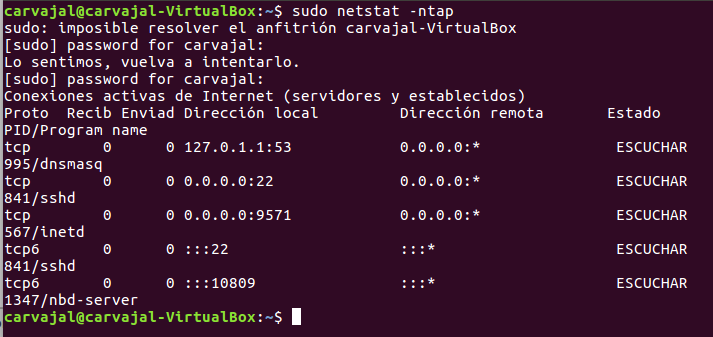 carvajal@carvajal-VirtualBox:~$ sudo netstat -ntap
sudo: imposible resolver el anfitrión carvajal-VirtualBox
[sudo] password for carvajal:
Lo sentimos, vuelva a intentarlo.
[sudo] password for carvajal:
Conexiones activas de Internet (servidores y establecidos)
Proto  Recib Enviad Dirección local         Dirección remota        Estado
PID/Program name
tcp        0      0 127.0.1.1:53            0.0.0.0:*               ESCUCHAR
995/dnsmasq
tcp        0      0 0.0.0.0:22              0.0.0.0:*               ESCUCHAR
841/sshd
tcp        0      0 0.0.0.0:9571            0.0.0.0:*               ESCUCHAR
567/inetd
tcp6       0      0 :::22                   :::*                    ESCUCHAR
841/sshd
tcp6       0      0 :::10809                :::*                    ESCUCHAR
1347/nbd-server
carvajal@carvajal-VirtualBox:~$